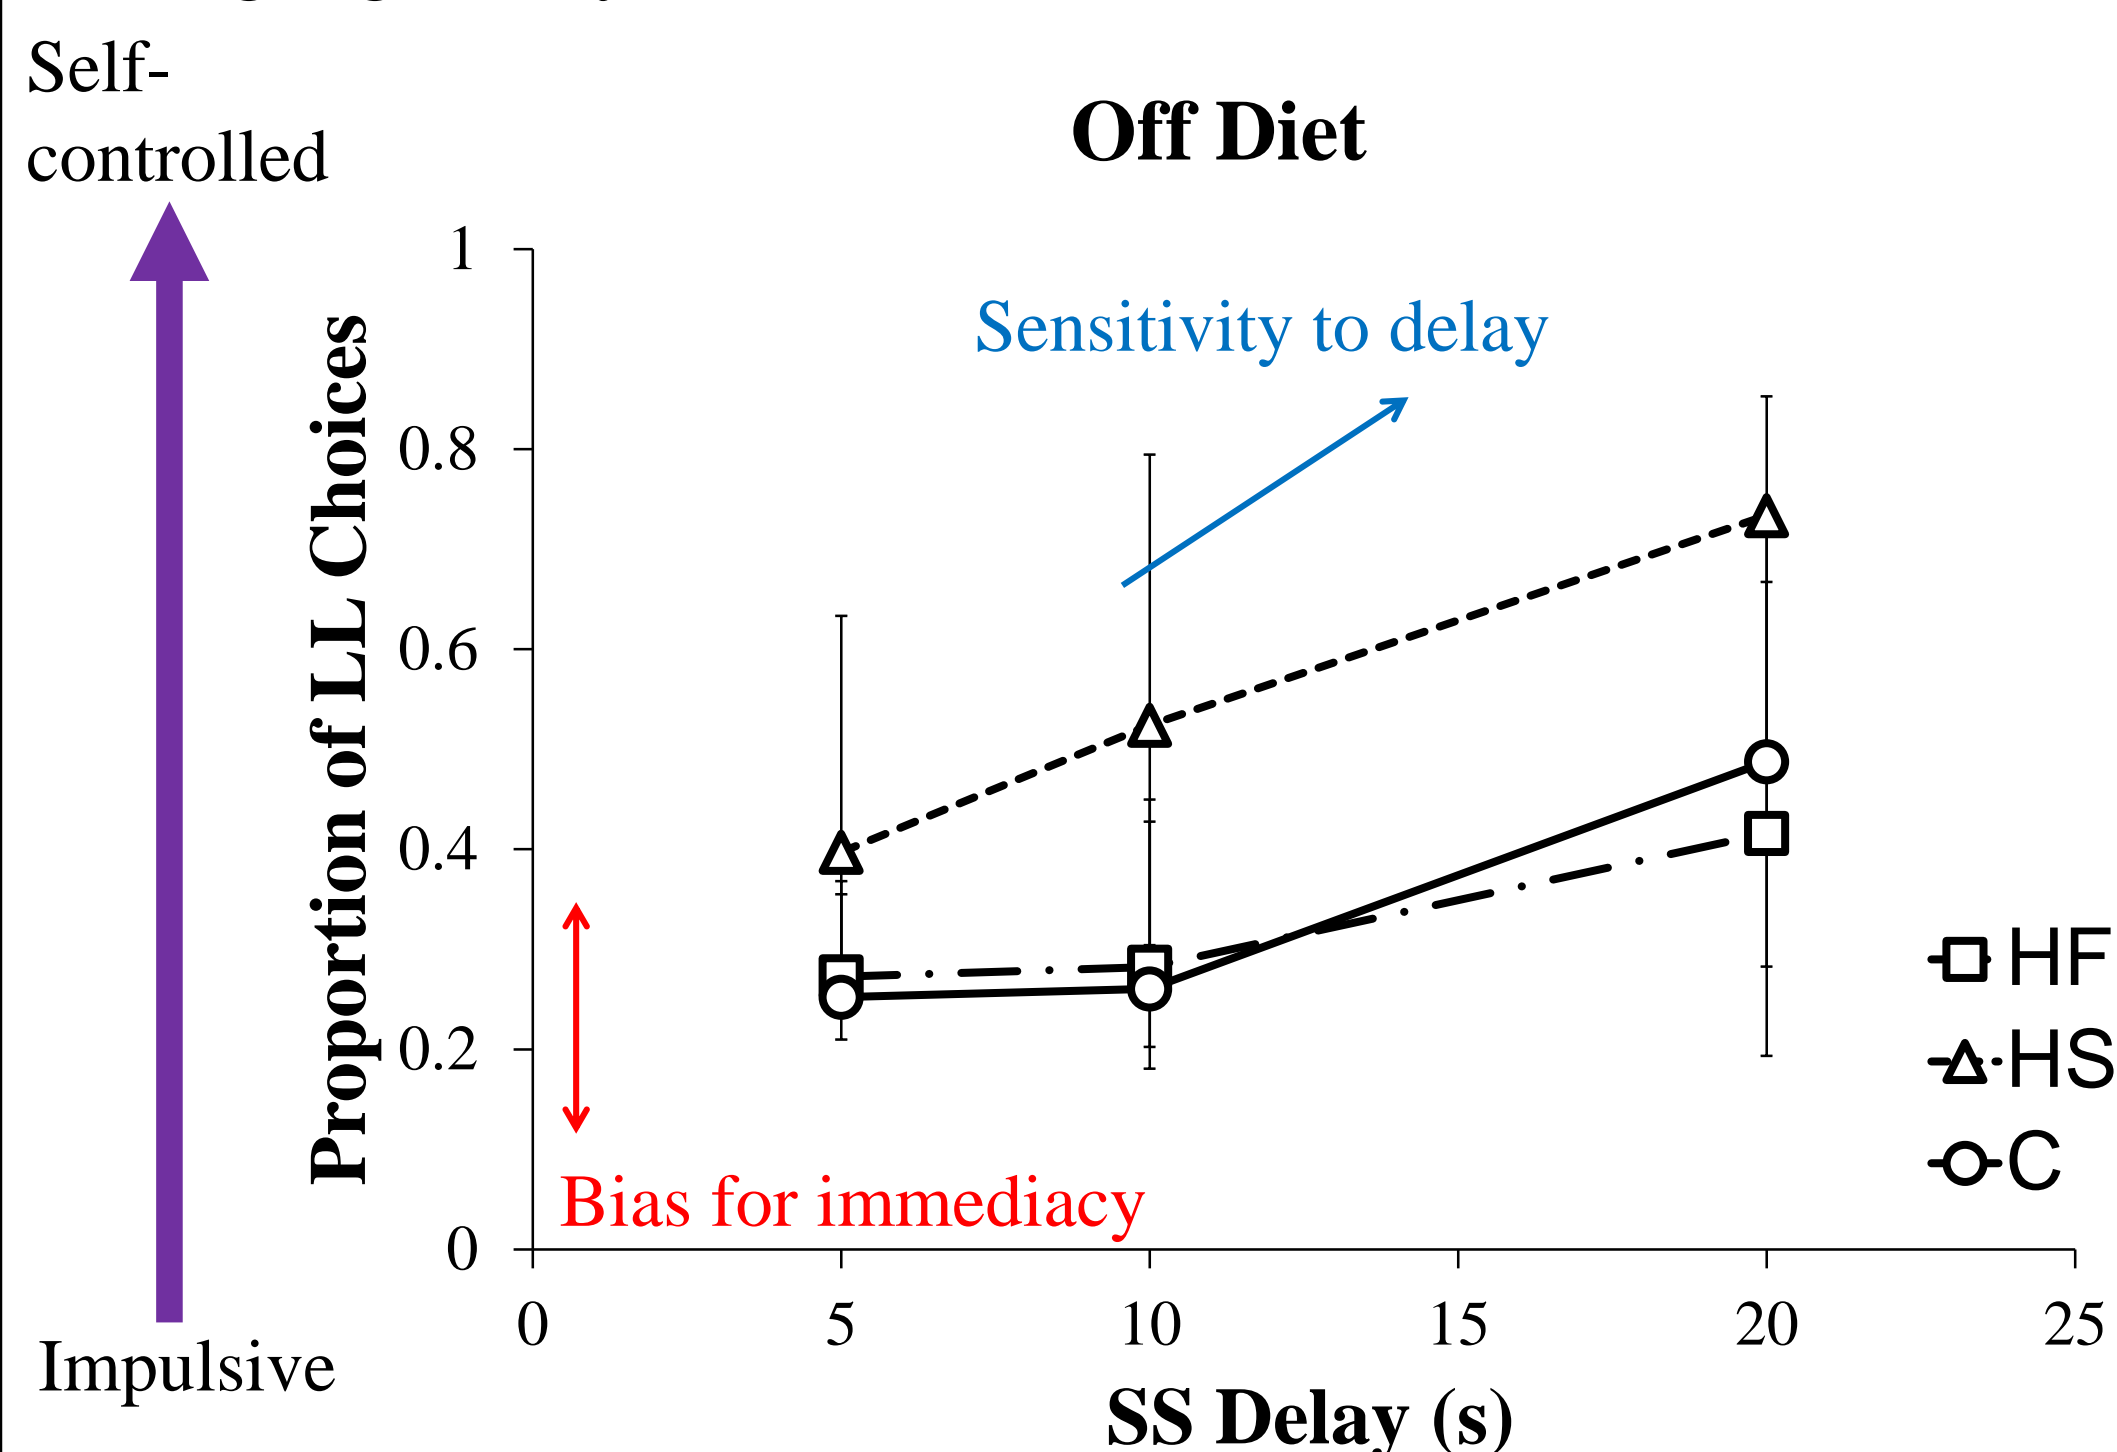 Self-
controlled
Off Diet
1
Sensitivity to delay
0.8
0.6
0.4
0.2
0
Proportion of LL Choices
Bias for immediacy
HF
HS
C
0 5 10 15 20 25
Impulsive
SS Delay (s)